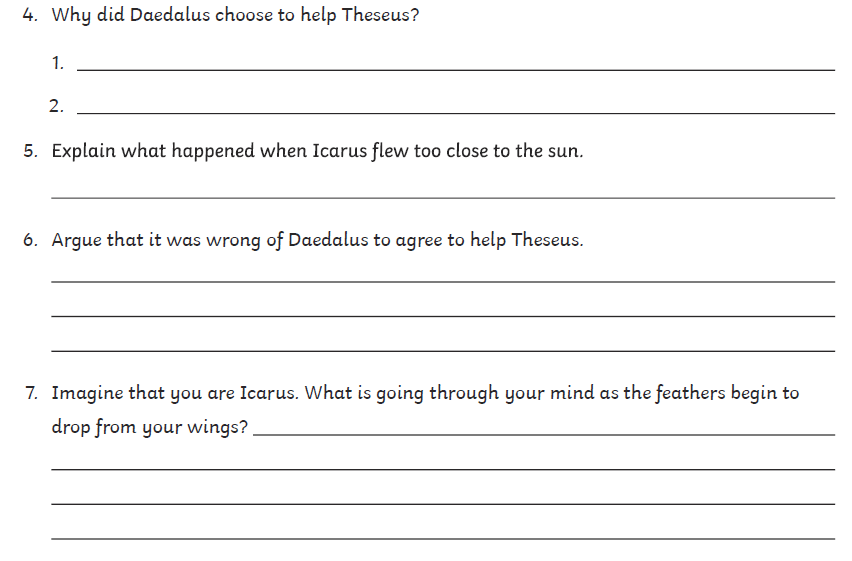 4. Why did Daedalus choose to help Theseus?
1.
2.
5. Explain what happened when Icarus flew too close to the sun.
6. Argue that it was wrong of Daedalus to agree to help Theseus.
7. Imagine that you are Icarus. What is going through your mind as the feathers begin to
drop from your wings?